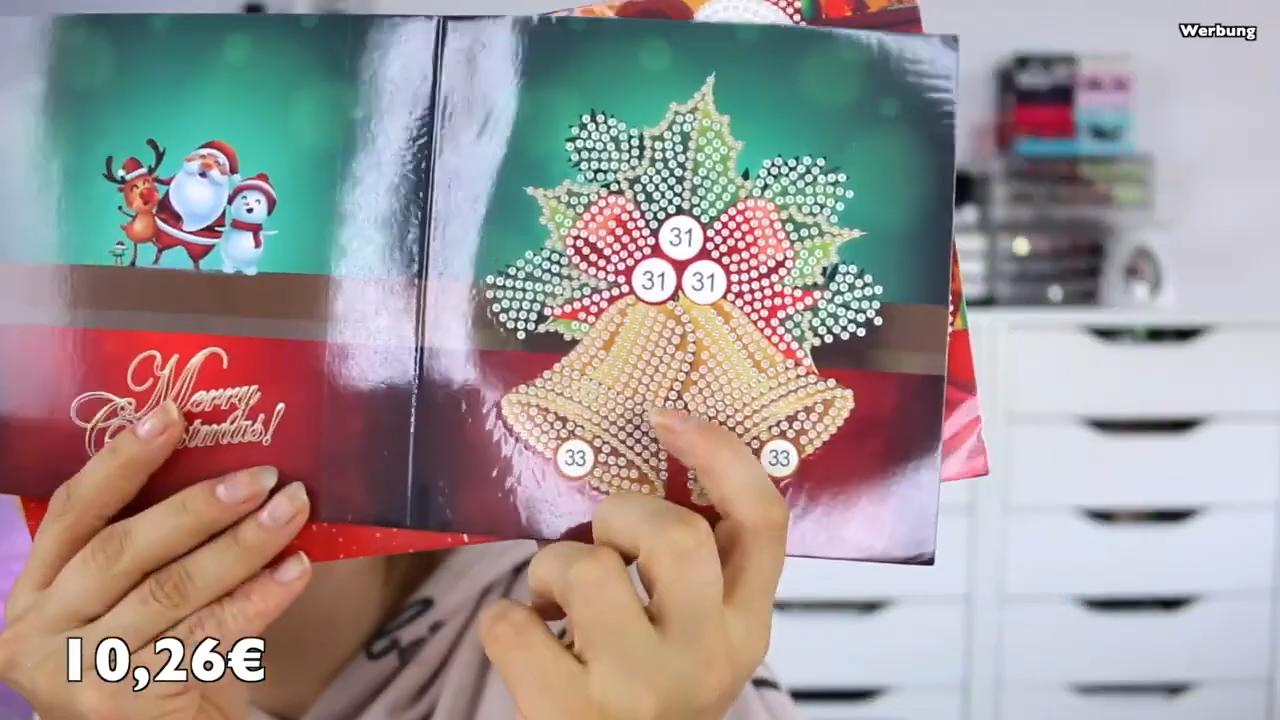 Werbung
31
31 31
33 33
Merry
Christmas!
10,26€